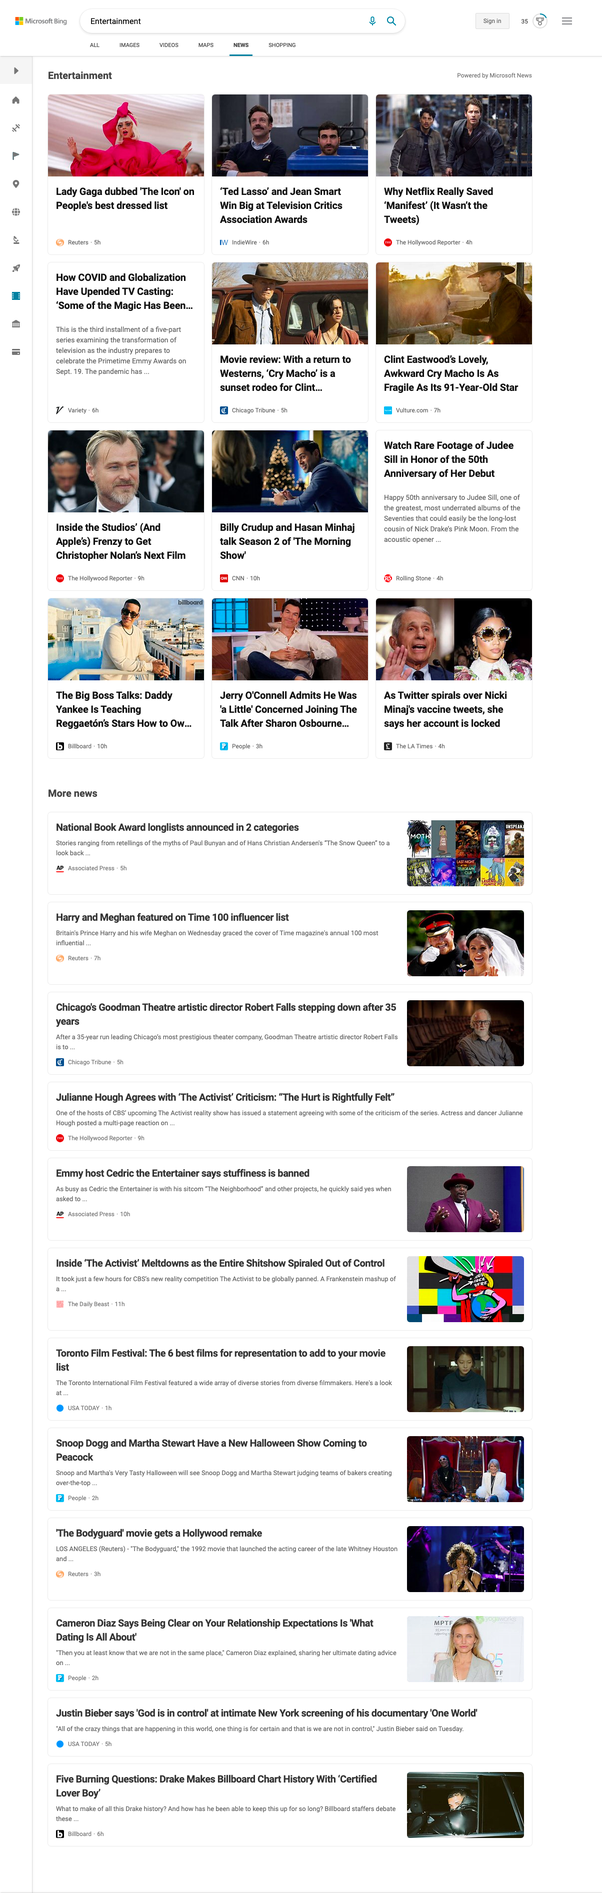 Microsoft Bing
Entertainment
Sign in
35
ALL
IMAGES
VIDEOS
MAPS
NEWS
SHOPPING
Entertainment
Powered by Microsoft News
Lady Gaga dubbed 'The Icon' on
People's best dressed list
Reuters · 5h
'Ted Lasso' and Jean Smart
Win Big at Television Critics
Association Awards
IndieWire · 6h
Why Netflix Really Saved
'Manifest' (It Wasn't the
Tweets)
The Hollywood Reporter · 4h
How COVID and Globalization
Have Upended TV Casting:
'Some of the Magic Has Been...
This is the third installment of a five-part
series examining the transformation of
television as the industry prepares to
celebrate the Primetime Emmy Awards on
Sept. 19. The pandemic has ...
Variety · 6h
Movie review: With a return to
Westerns, 'Cry Macho' is a
sunset rodeo for Clint...
Chicago Tribune · 5h
Clint Eastwood's Lovely,
Awkward Cry Macho Is As
Fragile As Its 91-Year-Old Star
Vulture.com · 7h
Inside the Studios' (And
Apple's) Frenzy to Get
Christopher Nolan's Next Film
The Hollywood Reporter · 9h
Billy Crudup and Hasan Minhaj
talk Season 2 of 'The Morning
Show'
CNN · 10h
Watch Rare Footage of Judee
Sill in Honor of the 50th
Anniversary of Her Debut
Happy 50th anniversary to Judee Sill, one of
the greatest, most underrated albums of the
Seventies that could easily be the long-lost
cousin of Nick Drake's Pink Moon. From the
acoustic opener ...
Rolling Stone · 4h
billboard
The Big Boss Talks: Daddy
Yankee Is Teaching
Reggaetón's Stars How to Ow...
Billboard · 10h
Jerry O'Connell Admits He Was
'a Little' Concerned Joining The
Talk After Sharon Osbourne...
People · 3h
As Twitter spirals over Nicki
Minaj's vaccine tweets, she
says her account is locked
The LA Times · 4h
More news
National Book Award longlists announced in 2 categories
Stories ranging from retellings of the myths of Paul Bunyan and of Hans Christian Andersen's "The Snow Queen" to a
look back ...
AP Associated Press · 5h
Harry and Meghan featured on Time 100 influencer list
Britain's Prince Harry and his wife Meghan on Wednesday graced the cover of Time magazine's annual 100 most
influential ...
Reuters · 7h
Chicago's Goodman Theatre artistic director Robert Falls stepping down after 35
years
After a 35-year run leading Chicago's most prestigious theater company, Goodman Theatre artistic director Robert Falls
is to ...
Chicago Tribune · 5h
Julianne Hough Agrees with 'The Activist' Criticism: "The Hurt is Rightfully Felt"
One of the hosts of CBS' upcoming The Activist reality show has issued a statement agreeing with some of the criticism of the series. Actress and dancer Julianne
Hough posted a multi-page reaction on ...
The Hollywood Reporter · 9h
Emmy host Cedric the Entertainer says stuffiness is banned
As busy as Cedric the Entertainer is with his sitcom "The Neighborhood" and other projects, he quickly said yes when
asked to ...
AP Associated Press · 10h
Inside 'The Activist' Meltdowns as the Entire Shitshow Spiraled Out of Control
It took just a few hours for CBS's new reality competition The Activist to be globally panned. A Frankenstein mashup of
a ...
The Daily Beast · 11h
Toronto Film Festival: The 6 best films for representation to add to your movie
list
The Toronto International Film Festival featured a wide array of diverse stories from diverse filmmakers. Here's a look
at ...
USA TODAY · 1h
Snoop Dogg and Martha Stewart Have a New Halloween Show Coming to
Peacock
Snoop and Martha's Very Tasty Halloween will see Snoop Dogg and Martha Stewart judging teams of bakers creating
over-the-top ...
People · 2h
'The Bodyguard' movie gets a Hollywood remake
LOS ANGELES (Reuters) - "The Bodyguard," the 1992 movie that launched the acting career of the late Whitney Houston
and ...
Reuters · 3h
Cameron Diaz Says Being Clear on Your Relationship Expectations Is 'What
Dating Is All About'
"Then you at least know that we are not in the same place," Cameron Diaz explained, sharing her ultimate dating advice
on ...
People · 2h
MPTF
Justin Bieber says 'God is in control' at intimate New York screening of his documentary 'One World'
"All of the crazy things that are happening in this world, one thing is for certain and that is we are not in control," Justin Bieber said on Tuesday.
USA TODAY · 5h
Five Burning Questions: Drake Makes Billboard Chart History With 'Certified
Lover Boy'
What to make of all this Drake history? And how has he been able to keep this up for so long? Billboard staffers debate
these ...
Billboard · 6h